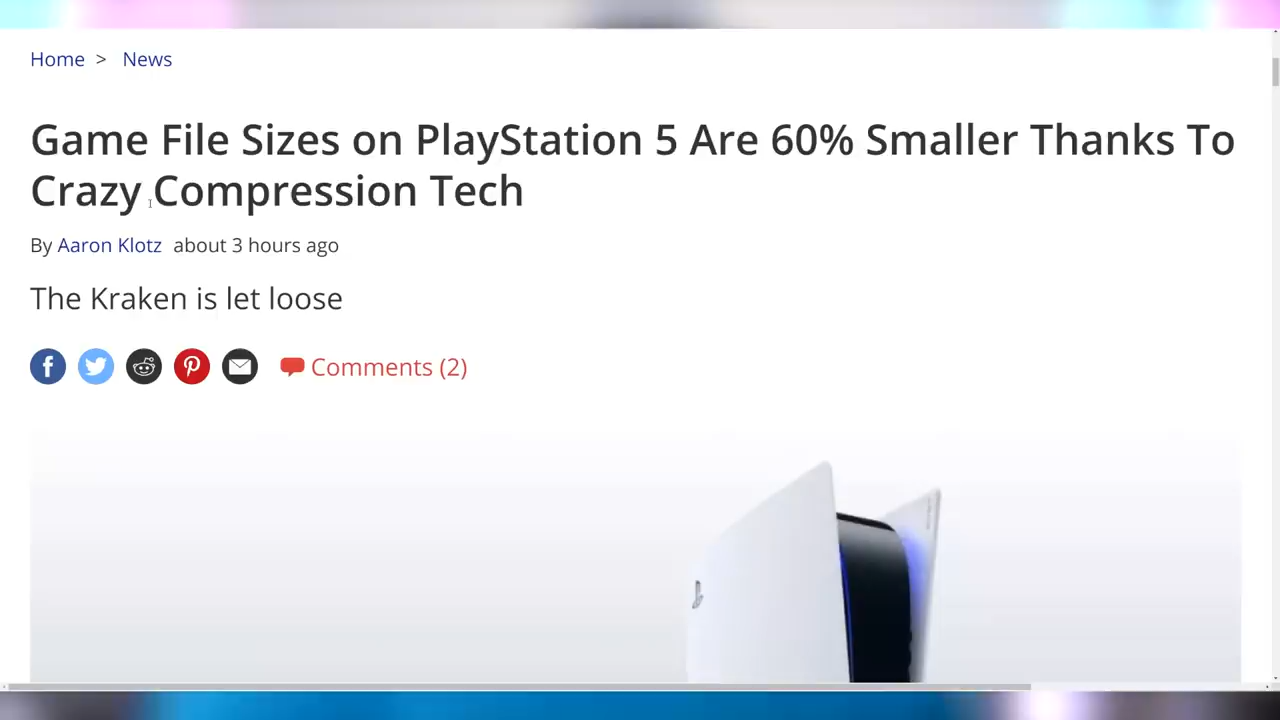 Home > News
Game File Sizes on PlayStation 5 Are 60% Smaller Thanks To
Crazy Compression Tech
By Aaron Klotz about 3 hours ago
The Kraken is let loose
Comments (2)